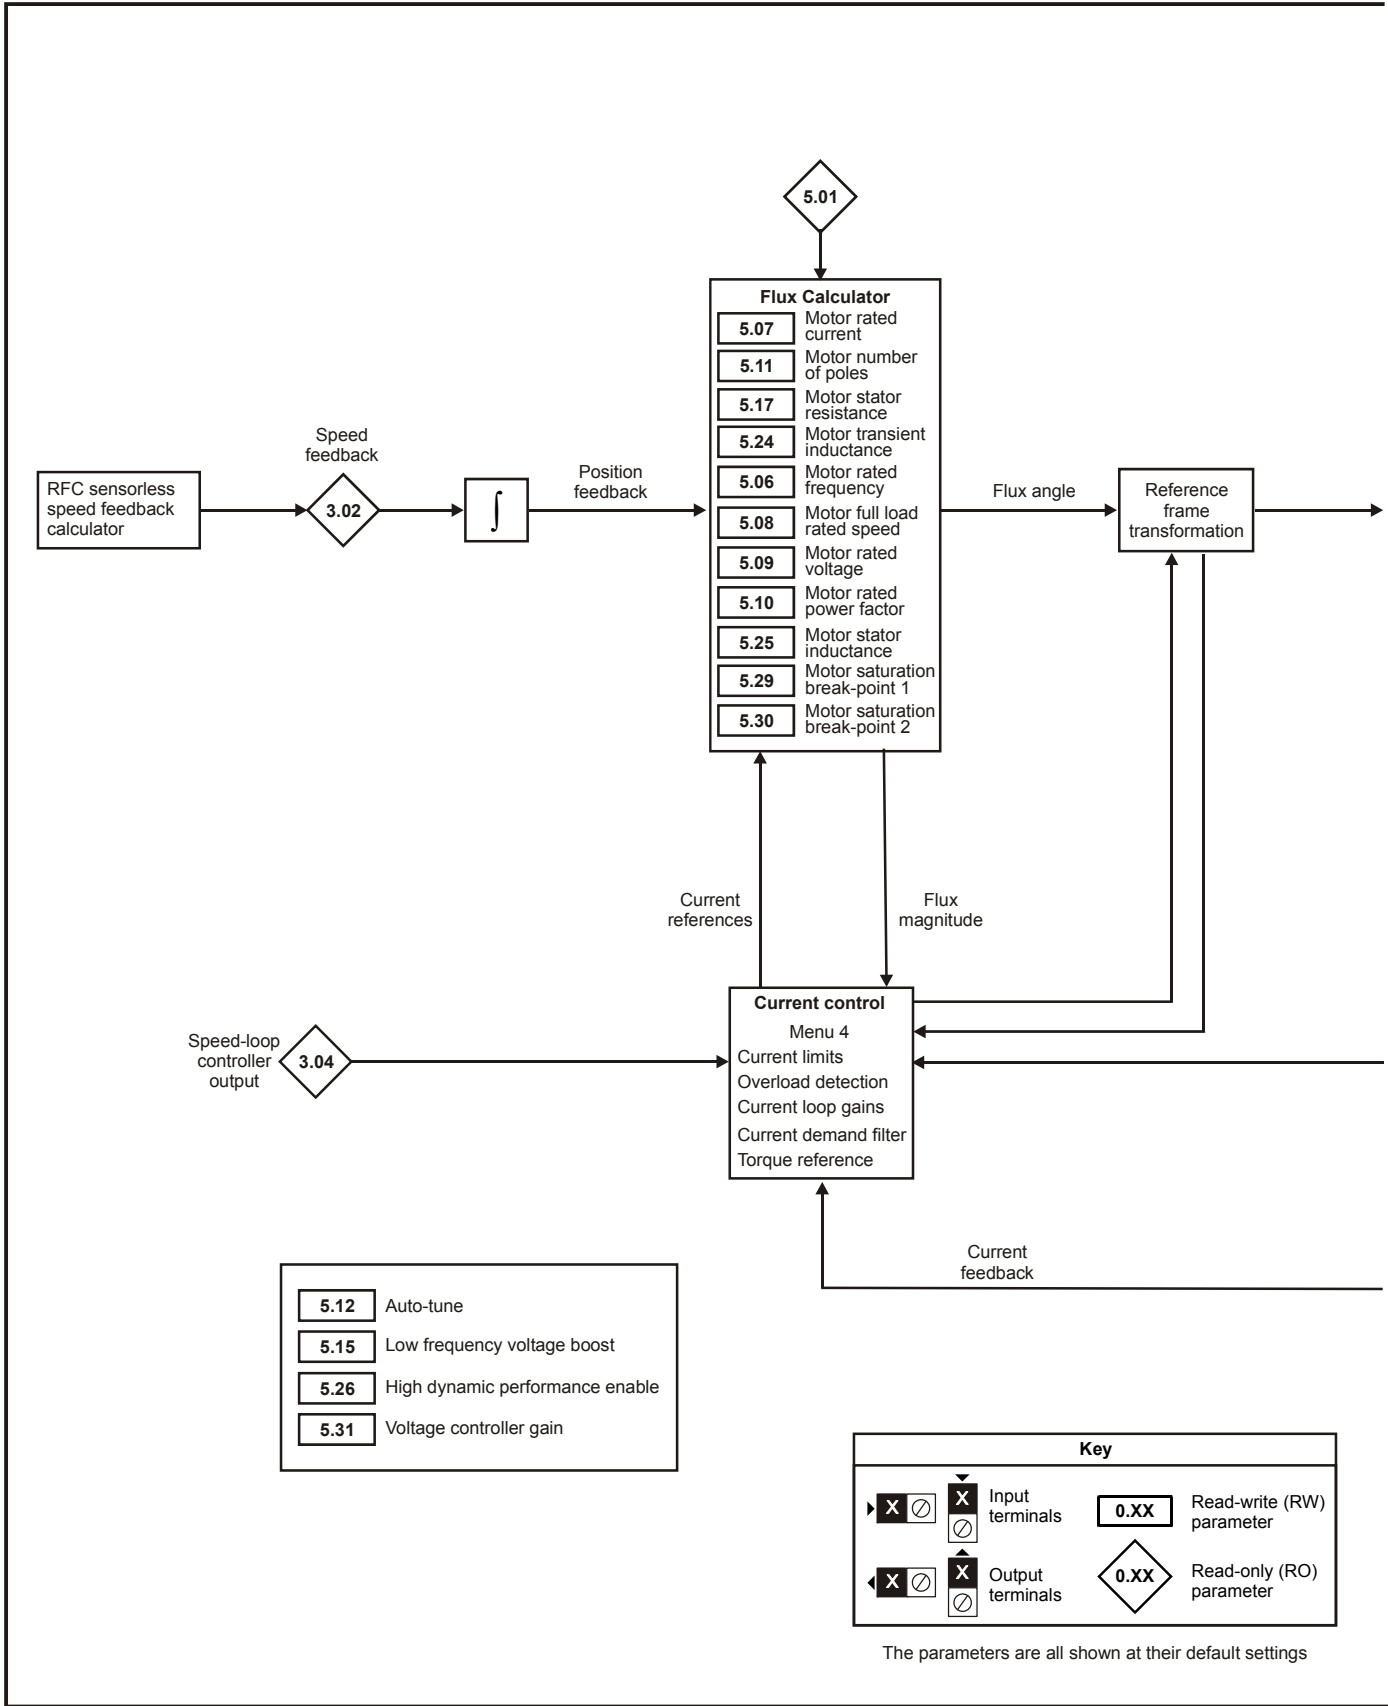 5.01
Flux Calculator
5.07 Motor rated
current
5.11 Motor number
of poles
5.17 Motor stator
resistance
5.24 Motor transient
inductance
5.06 Motor rated
frequency
5.08 Motor full load
rated speed
5.09 Motor rated
voltage
5.10 Motor rated
power factor
5.25 Motor stator
inductance
5.29 Motor saturation
break-point 1
5.30 Motor saturation
break-point 2
RFC sensorless
speed feedback
calculator
Speed
feedback
3.02
∫
Position
feedback
Flux angle
Reference
frame
transformation
Current
references
Flux
magnitude
Speed-loop
controller
output
3.04
Current control
Menu 4
Current limits
Overload detection
Current loop gains
Current demand filter
Torque reference
Current
feedback
5.12 Auto-tune
5.15 Low frequency voltage boost
5.26 High dynamic performance enable
5.31 Voltage controller gain
Key
X X Input
terminals
0.XX Read-write (RW)
parameter
X X Output
terminals
0.XX Read-only (RO)
parameter
The parameters are all shown at their default settings